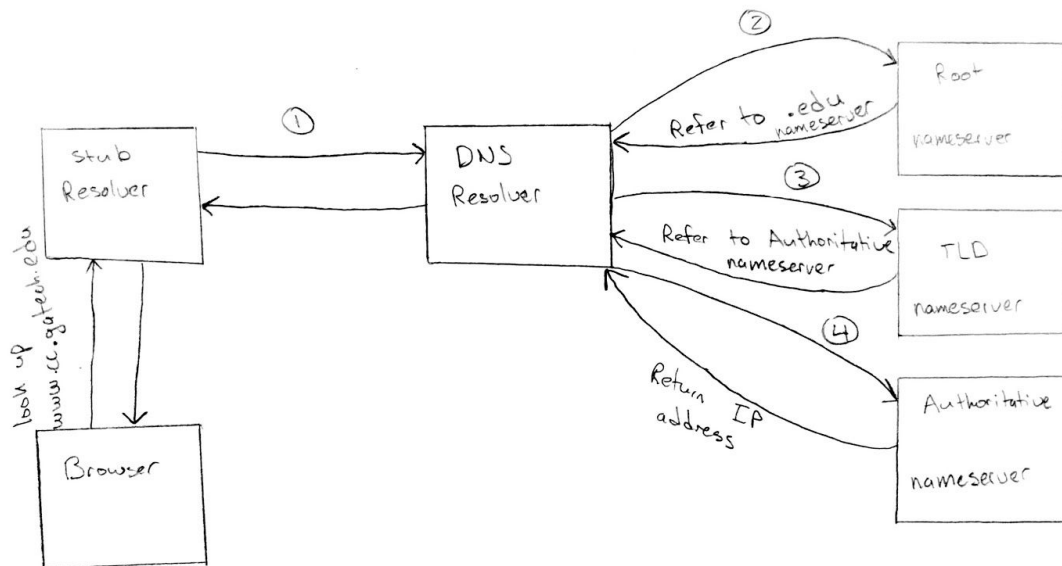 ②
Root
nameserver
Refer to .edu
nameserver
①
Stub
Resolver
DNS
Resolver
③
Refer to Authoritative
nameserver
TLD
nameserver
look up
www.cc.gatech.edu
④
Return IP
address
Authoritative
nameserver
Browser